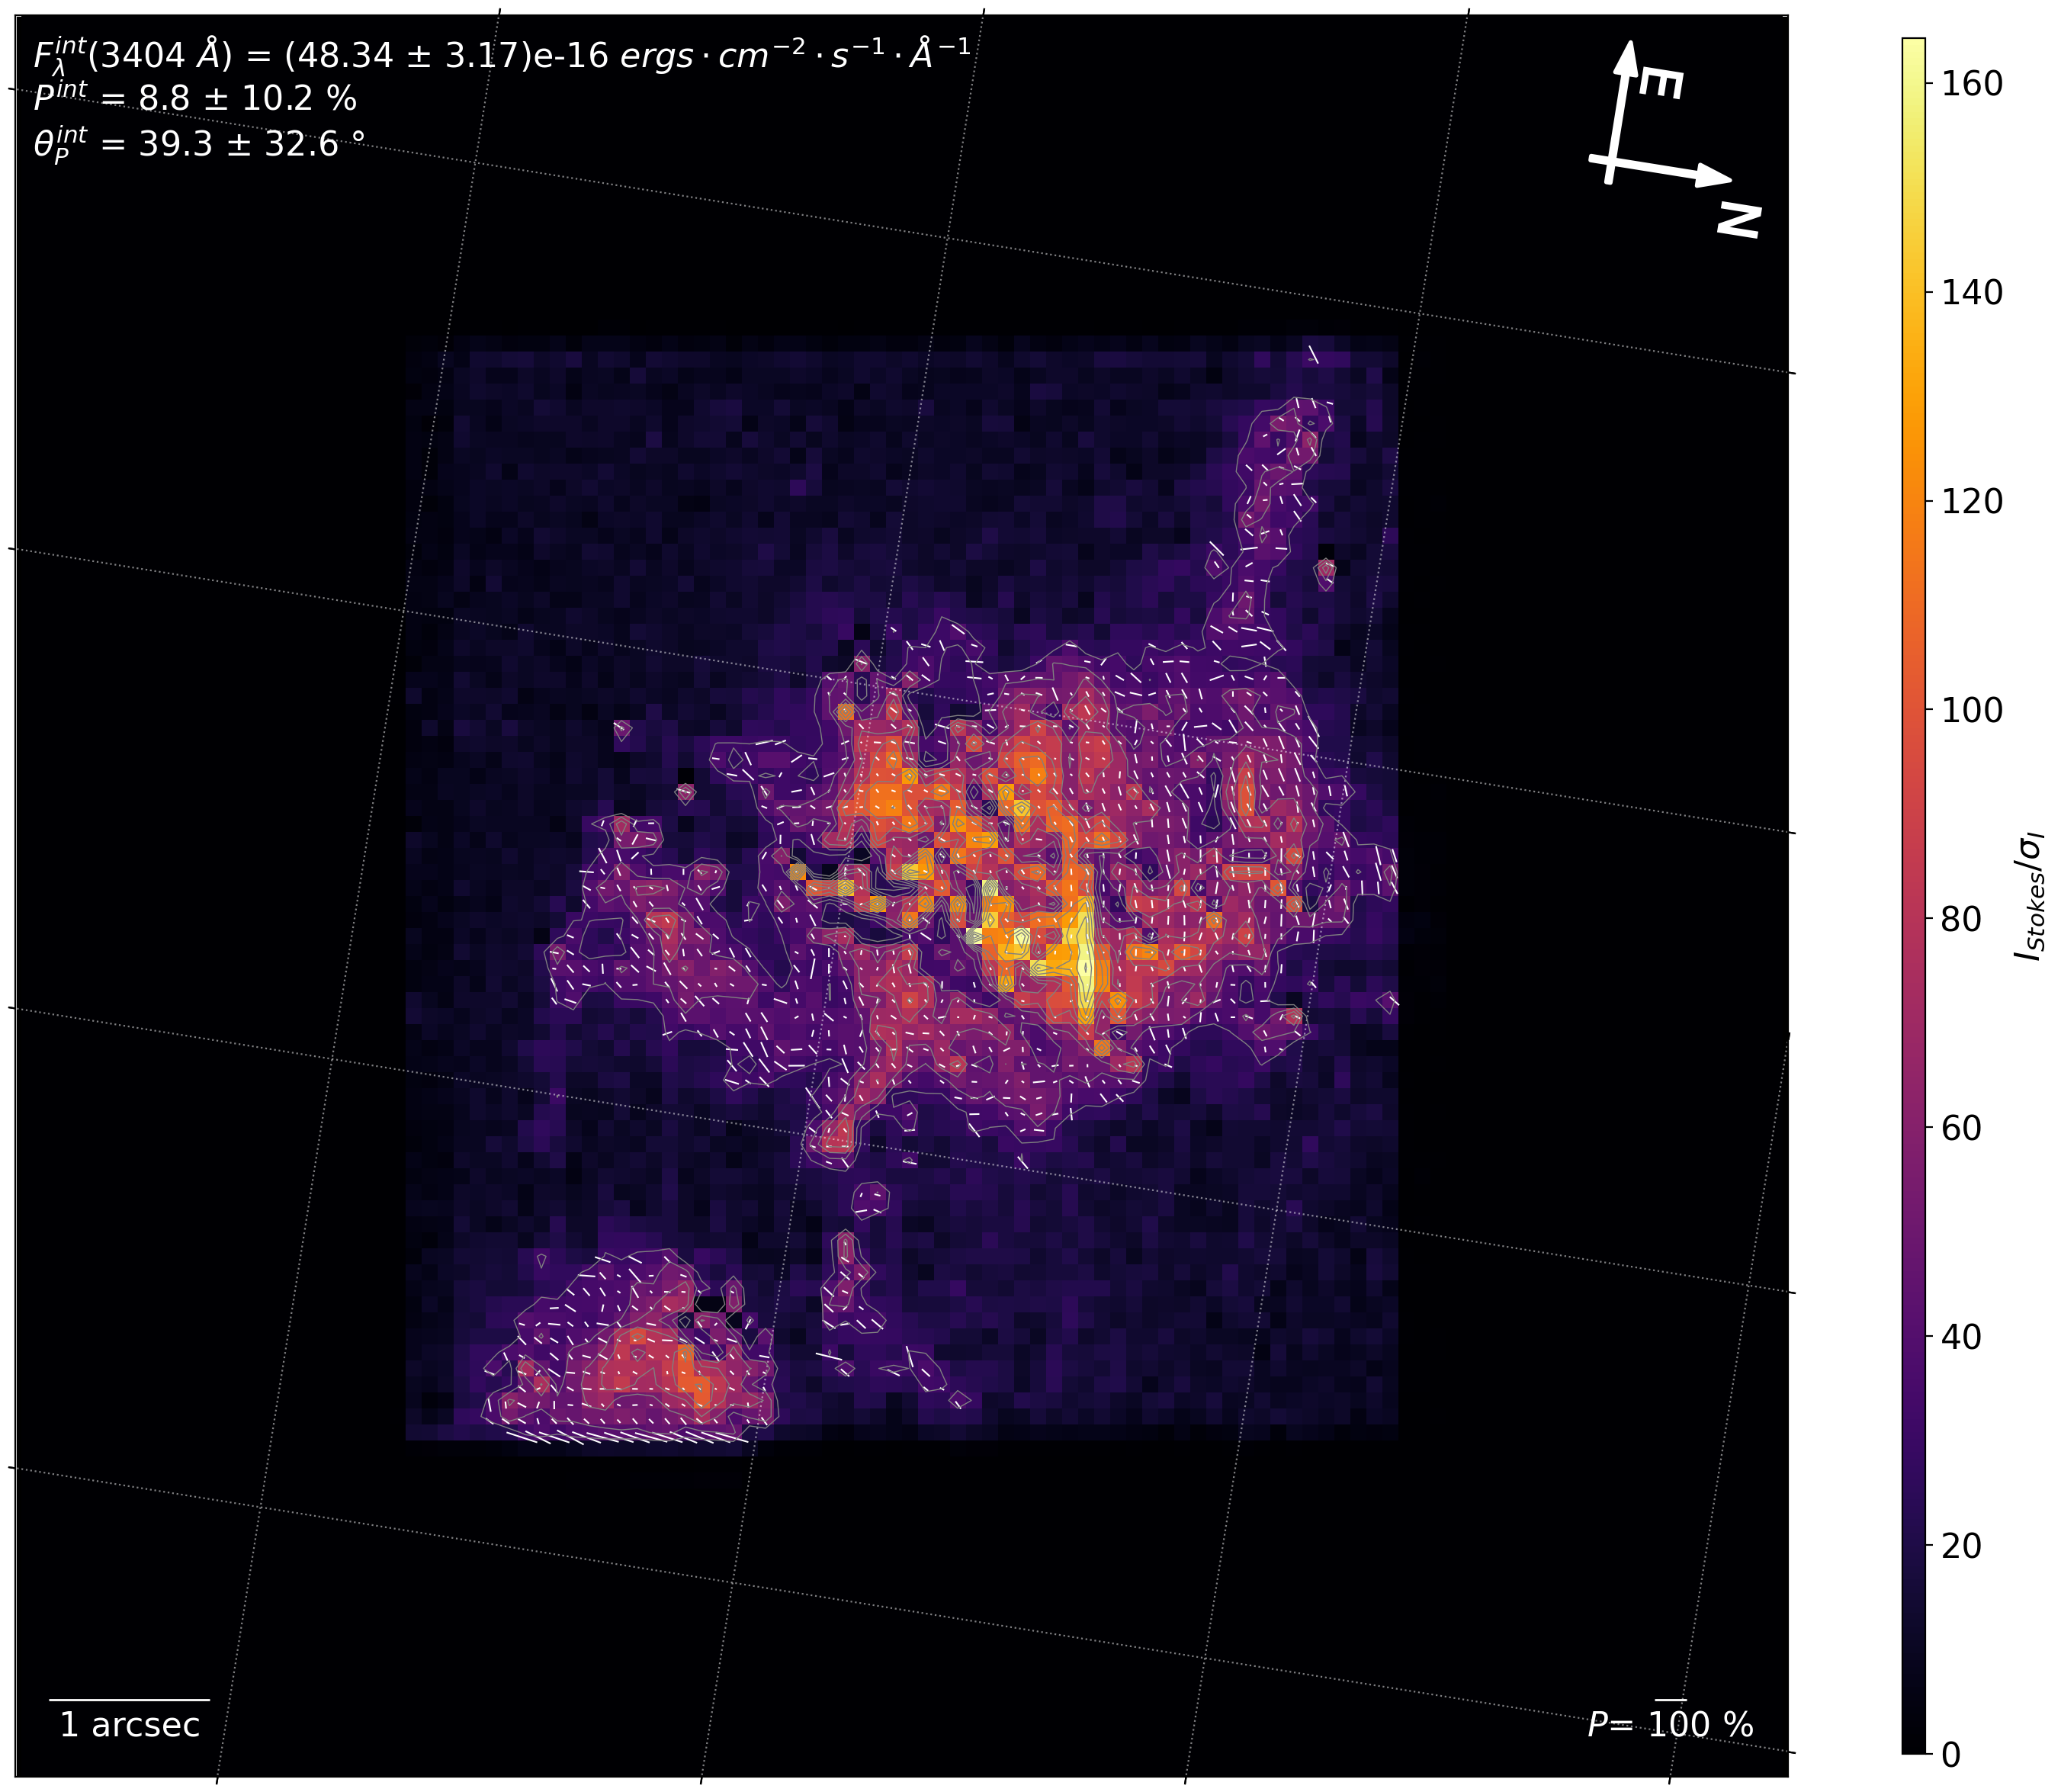 F_λ^int(3404 Å) = (48.34 ± 3.17)e-16 ergs · cm⁻² · s⁻¹ · Å⁻¹
P^int = 8.8 ± 10.2 %
θ_P^int = 39.3 ± 32.6 °
E
N
160
140
120
100
80
60
40
20
0
I_Stokes/σ_I
1 arcsec
P= 100 %